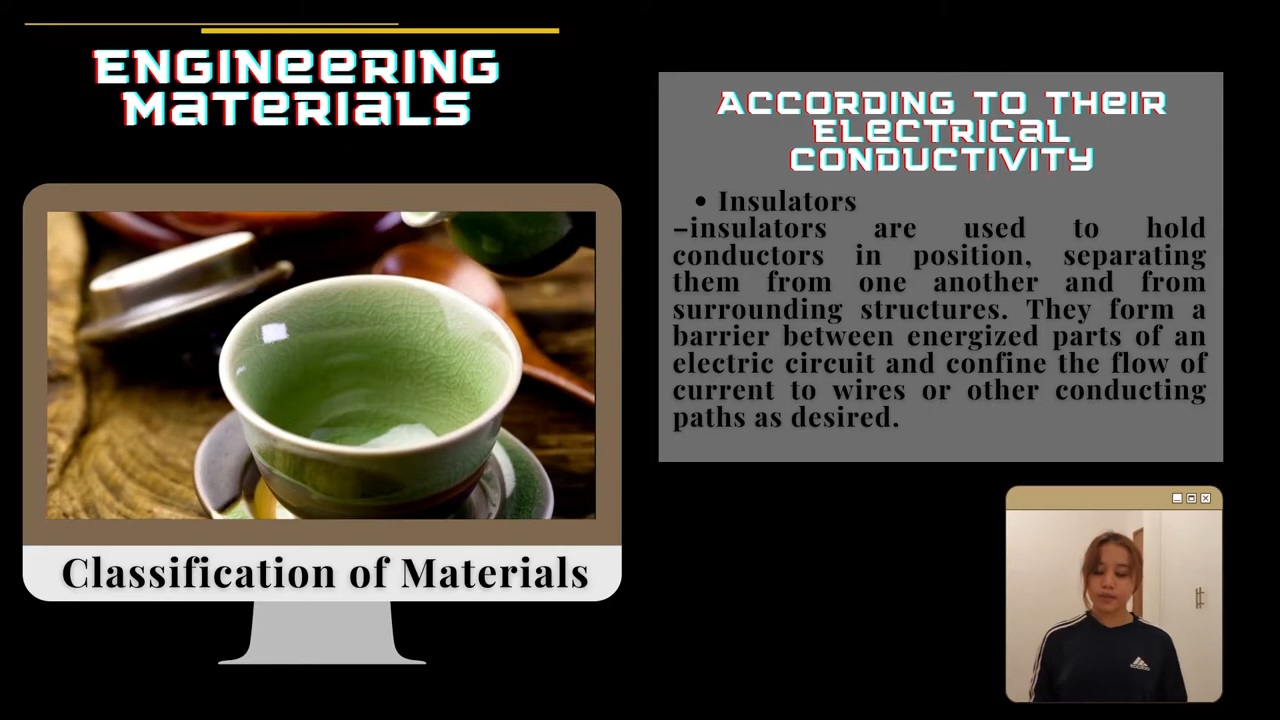 ENGINEERING
MATERIALS
Classification of Materials
ACCORDING TO THEIR
ELECTRICAL
CONDUCTIVITY
• Insulators
–insulators are used to hold
conductors in position, separating
them from one another and from
surrounding structures. They form a
barrier between energized parts of an
electric circuit and confine the flow of
current to wires or other conducting
paths as desired.